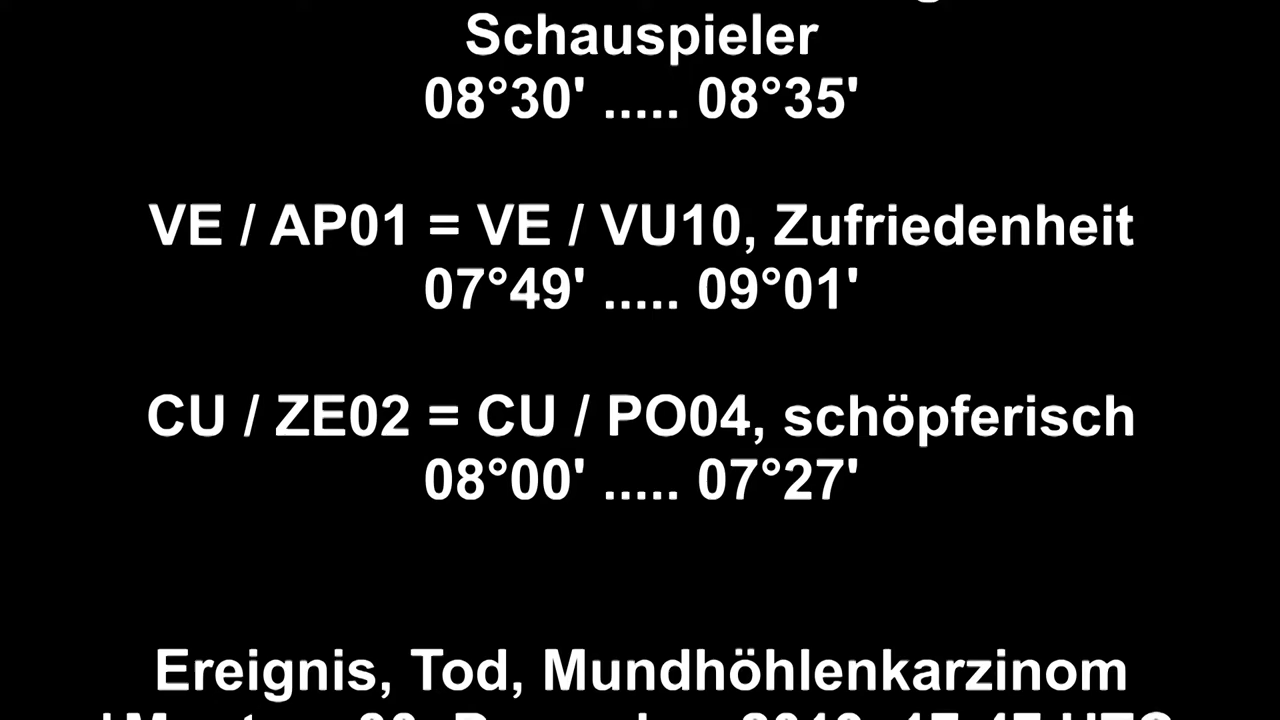 Schauspieler
08°30' ..... 08°35'
VE / AP01 = VE / VU10, Zufriedenheit
07°49' ..... 09°01'
CU / ZE02 = CU / PO04, schöpferisch
08°00' ..... 07°27'
Ereignis, Tod, Mundhöhlenkarzinom